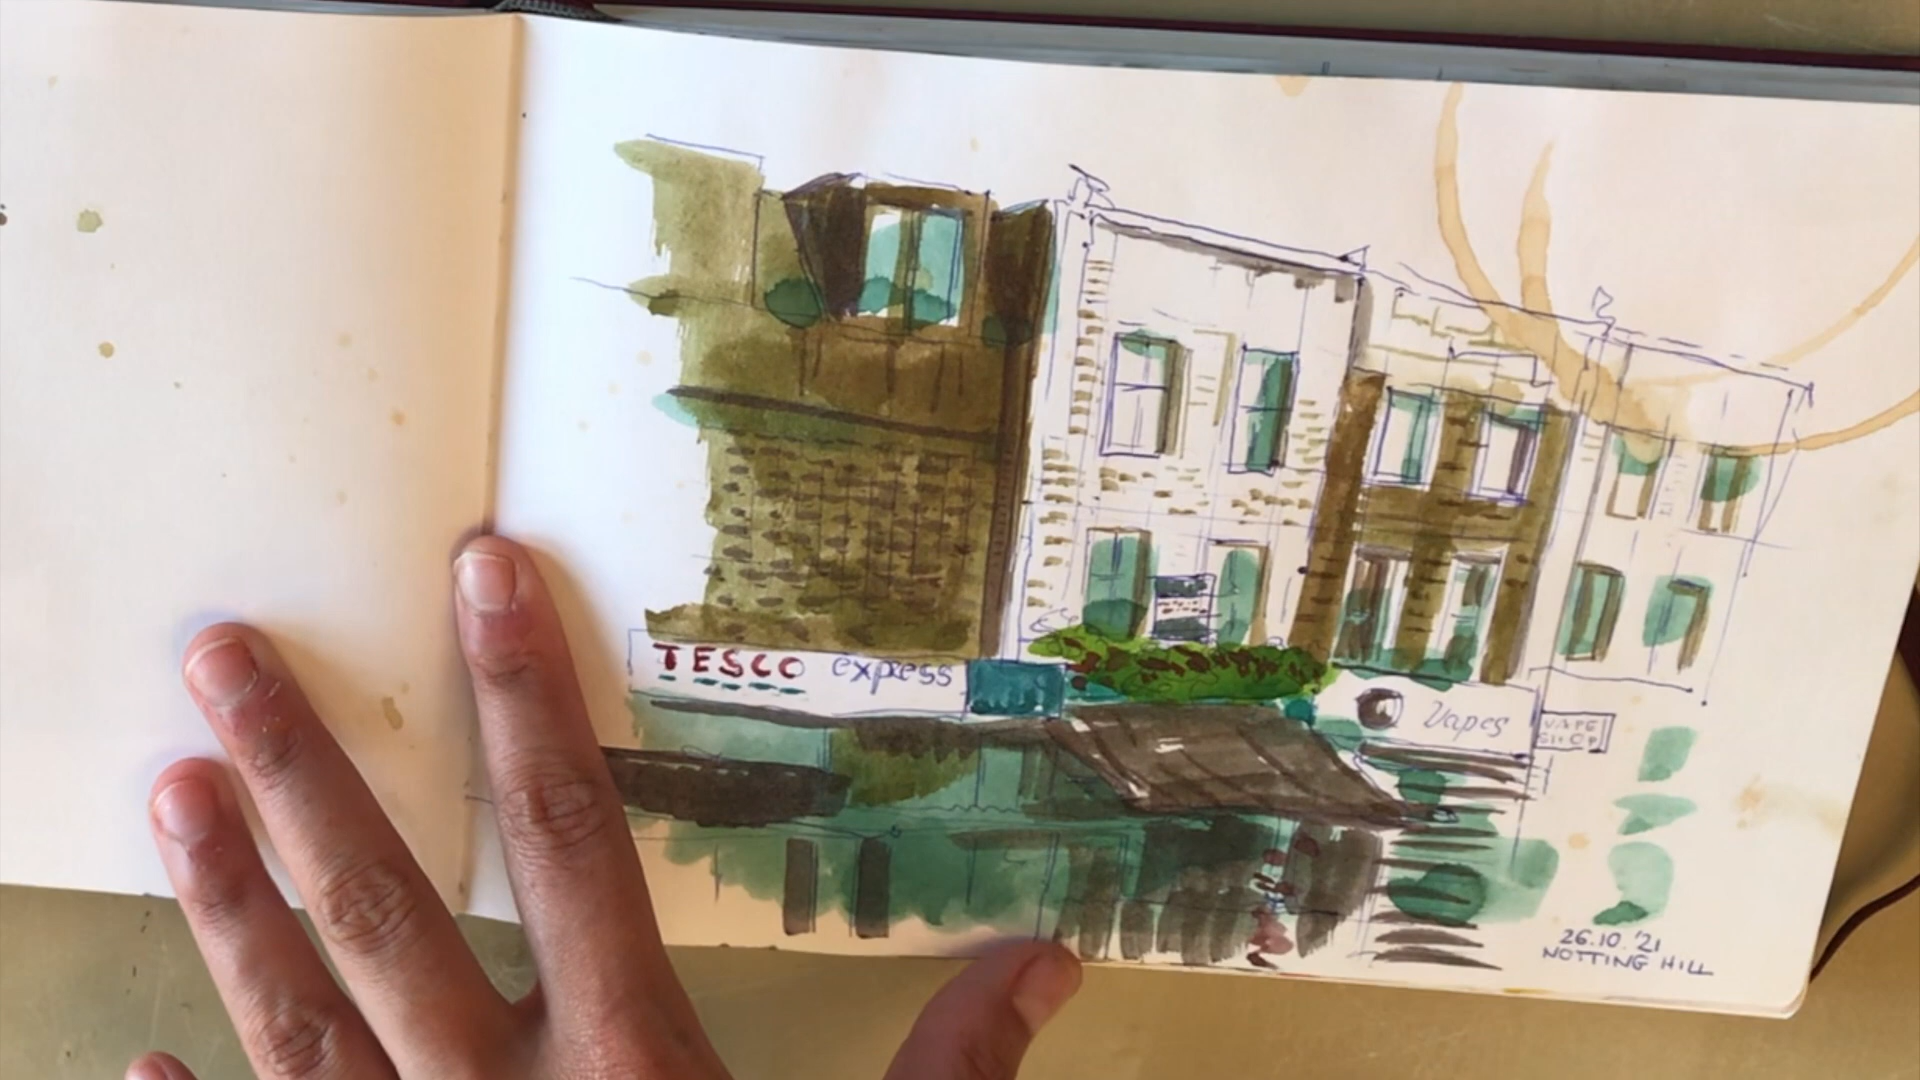 TESCO express
Vapes
VAPE
SHOP
26.10.'21
NOTTING HILL